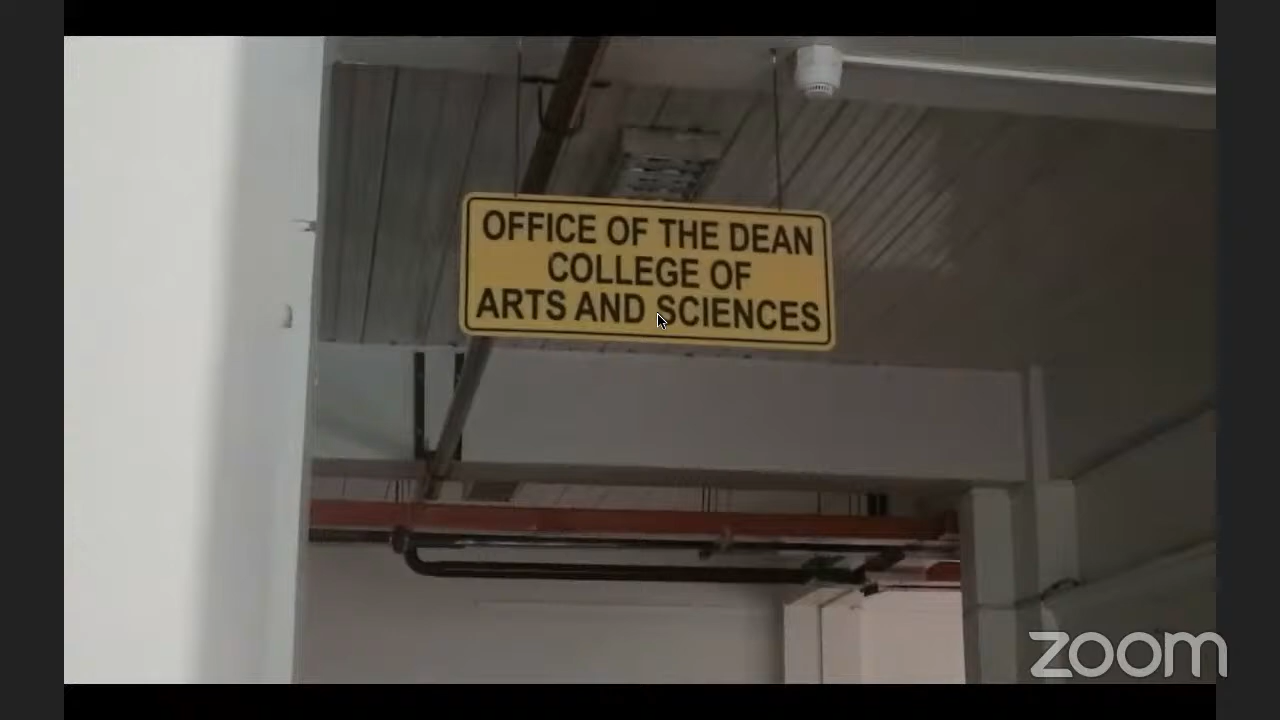 OFFICE OF THE DEAN
COLLEGE OF
ARTS AND SCIENCES
zoom